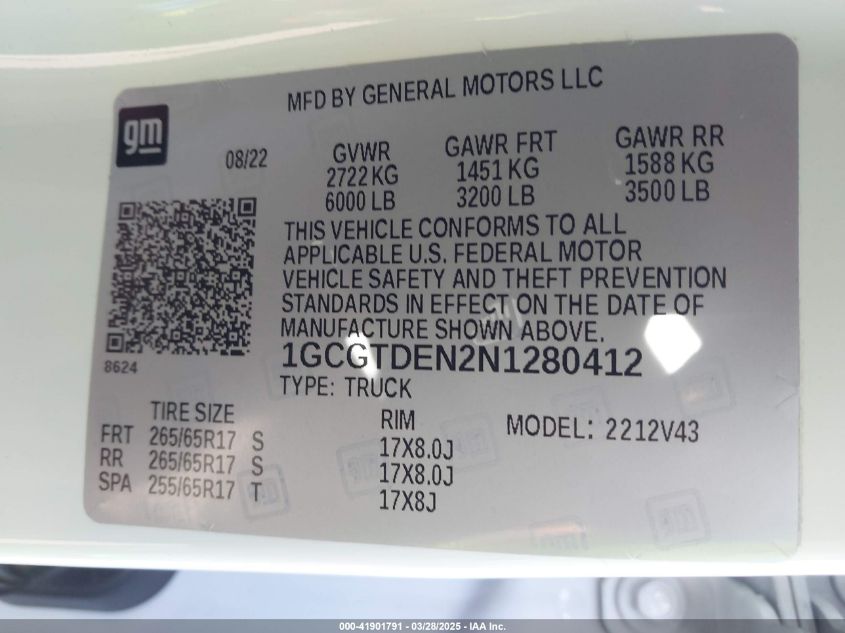 MFD BY GENERAL MOTORS LLC
gm
08/22
GVWR GAWR FRT GAWR RR
2722 KG 1451 KG 1588 KG
6000 LB 3200 LB 3500 LB
THIS VEHICLE CONFORMS TO ALL
APPLICABLE U.S. FEDERAL MOTOR
VEHICLE SAFETY AND THEFT PREVENTION
STANDARDS IN EFFECT ON THE DATE OF
MANUFACTURE SHOWN ABOVE.
1GCGTDEN2N1280412
8624
TYPE: TRUCK
TIRE SIZE RIM MODEL: 2212V43
FRT 265/65R17 S 17X8.0J
RR 265/65R17 S 17X8.0J
SPA 255/65R17 T 17X8J
000-41901791 - 03/28/2025 - IAA Inc.